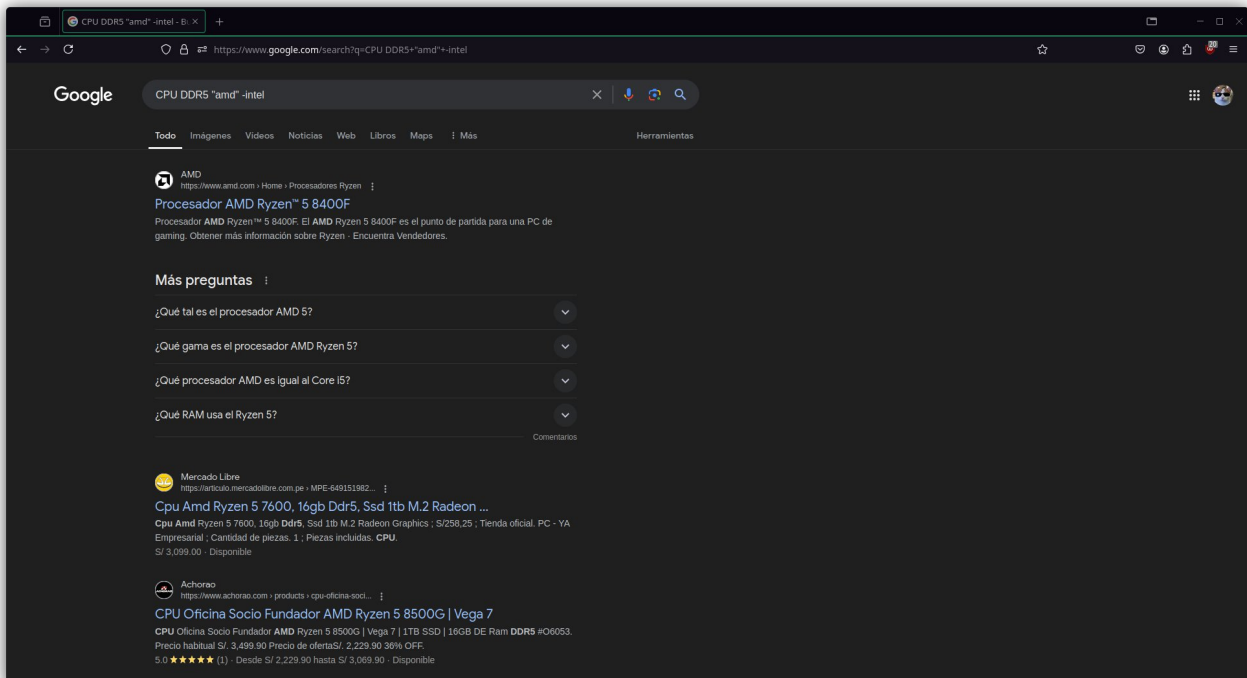 CPU DDR5 "amd" -intel - Bu
https://www.google.com/search?q=CPU DDR5+"amd"+-intel
20
Google
CPU DDR5 "amd" -intel
Todo Imágenes Videos Noticias Web Libros Maps Más Herramientas
AMD
https://www.amd.com › Home › Procesadores Ryzen
Procesador AMD Ryzen™ 5 8400F
Procesador AMD Ryzen™ 5 8400F. El AMD Ryzen 5 8400F es el punto de partida para una PC de
gaming. Obtener más información sobre Ryzen · Encuentra Vendedores.
Más preguntas
¿Qué tal es el procesador AMD 5?
¿Qué gama es el procesador AMD Ryzen 5?
¿Qué procesador AMD es igual al Core i5?
¿Qué RAM usa el Ryzen 5?
Comentarios
Mercado Libre
https://articulo.mercadolibre.com.pe › MPE-649151982...
Cpu Amd Ryzen 5 7600, 16gb Ddr5, Ssd 1tb M.2 Radeon ...
Cpu Amd Ryzen 5 7600, 16gb Ddr5, Ssd 1tb M.2 Radeon Graphics ; S/258,25 ; Tienda oficial. PC - YA
Empresarial ; Cantidad de piezas. 1 ; Piezas incluidas. CPU.
S/ 3,099.00 · Disponible
Achorao
https://www.achorao.com › products › cpu-oficina-soci...
CPU Oficina Socio Fundador AMD Ryzen 5 8500G | Vega 7
CPU Oficina Socio Fundador AMD Ryzen 5 8500G | Vega 7 | 1TB SSD | 16GB DE Ram DDR5 #O6053.
Precio habitual S/. 3,499.90 Precio de ofertaS/. 2,229.90 36% OFF.
5.0 ★★★★★ (1) · Desde S/ 2,229.90 hasta S/ 3,069.90 · Disponible